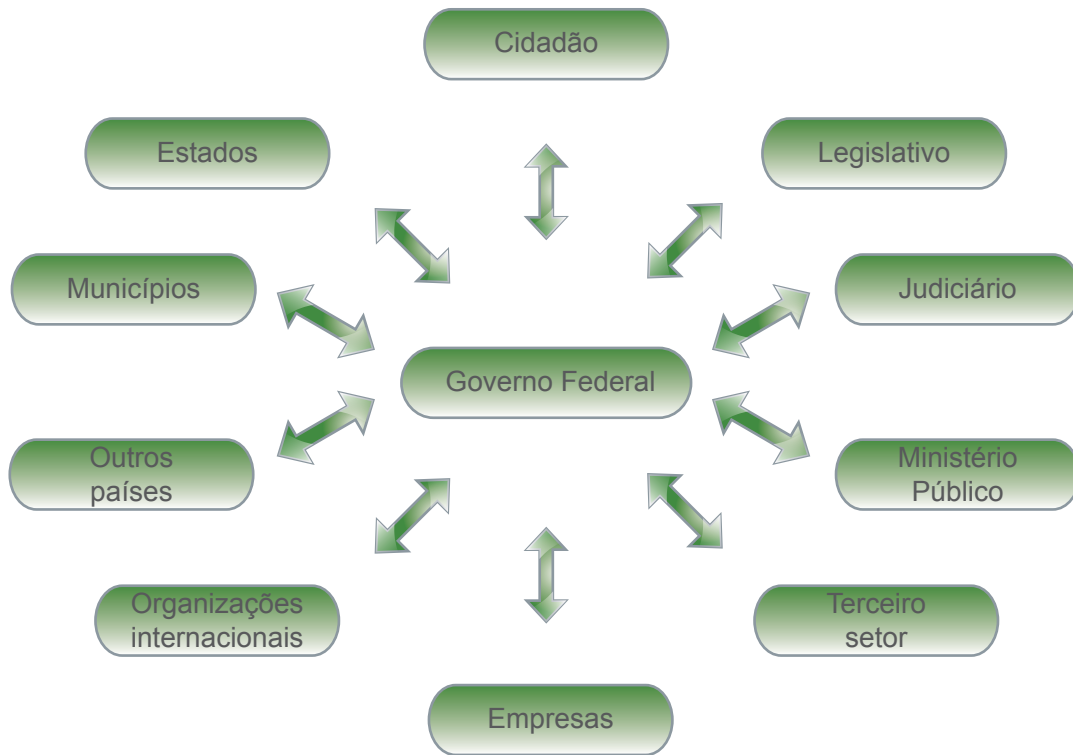 Cidadão
Estados
Legislativo
Municípios
Judiciário
Governo Federal
Outros
países
Ministério
Público
Organizações
internacionais
Terceiro
setor
Empresas